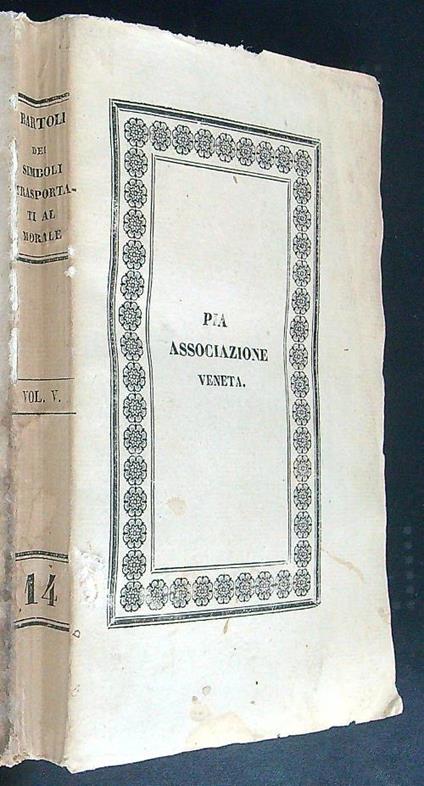 BARTOLI
DEI
SIMBOLI
TRASPORTA-
TI AL
MORALE
VOL. V.
14
PIA
ASSOCIAZIONE
VENETA.